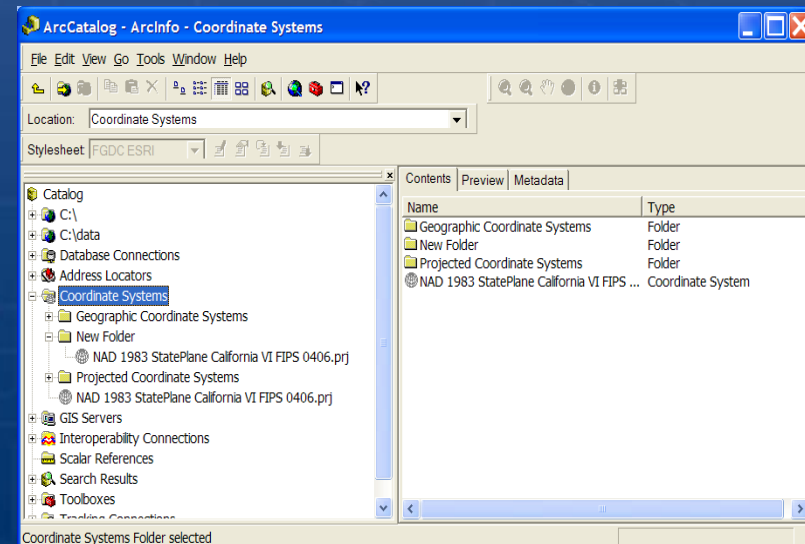 ArcCatalog - ArcInfo - Coordinate Systems
File Edit View Go Tools Window Help
Location: Coordinate Systems
Stylesheet: FGDC ESRI
Catalog
C:\
C:\data
Database Connections
Address Locators
Coordinate Systems
Geographic Coordinate Systems
New Folder
NAD 1983 StatePlane California VI FIPS 0406.prj
Projected Coordinate Systems
NAD 1983 StatePlane California VI FIPS 0406.prj
GIS Servers
Interoperability Connections
Scalar References
Search Results
Toolboxes
Tracking Connections
Contents Preview Metadata
Name Type
Geographic Coordinate Systems Folder
New Folder Folder
Projected Coordinate Systems Folder
NAD 1983 StatePlane California VI FIPS ... Coordinate System
Coordinate Systems Folder selected